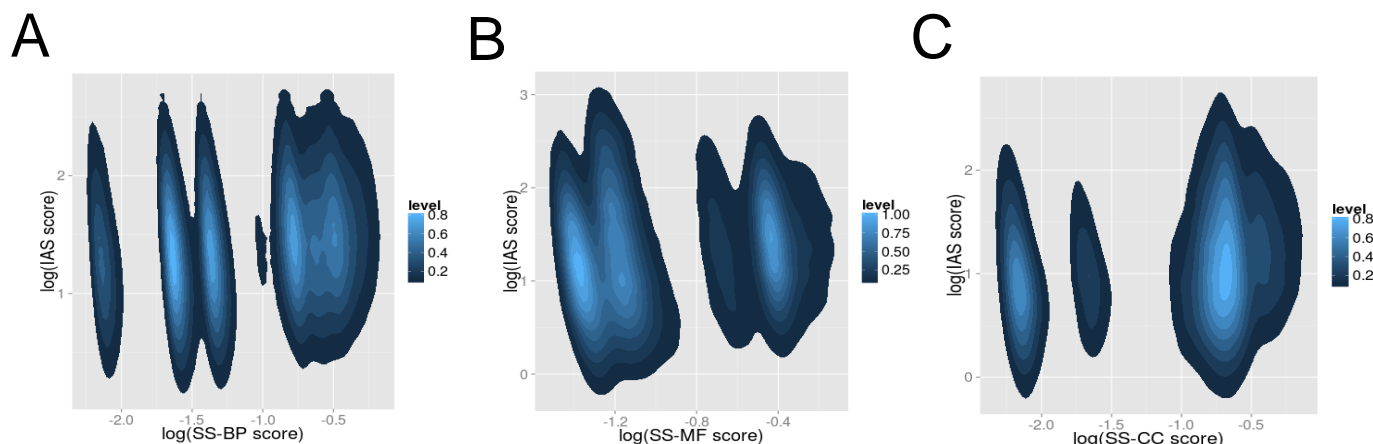 A
B
C
log(IAS score)
2
1
-2.0
-1.5
-1.0
-0.5
log(SS-BP score)
level
0.8
0.6
0.4
0.2
log(IAS score)
3
2
1
0
-1.2
-0.8
-0.4
log(SS-MF score)
level
1.00
0.75
0.50
0.25
log(IAS score)
2
1
0
-2.0
-1.5
-1.0
-0.5
log(SS-CC score)
level
0.8
0.6
0.4
0.2